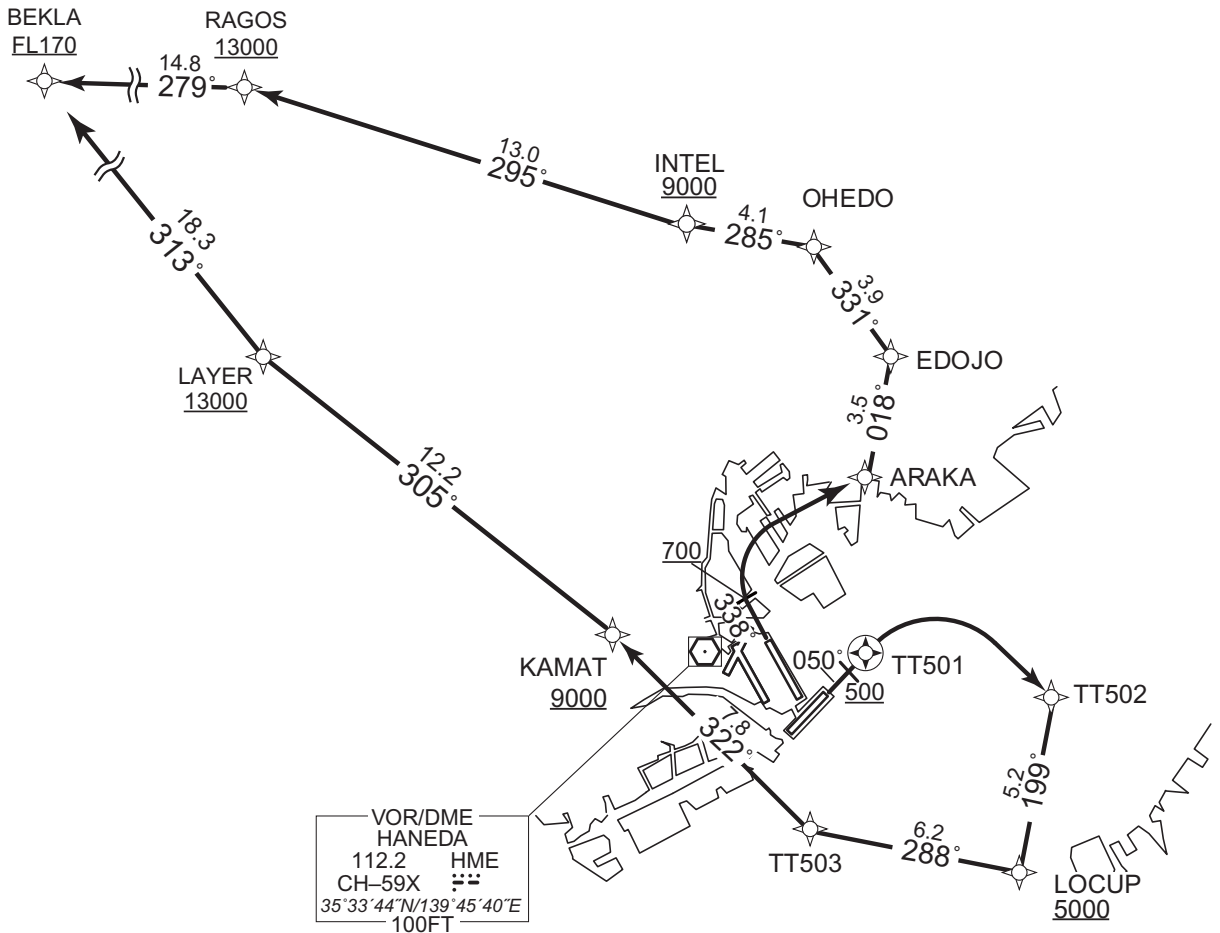 BEKLA
FL170
RAGOS
13000
14.8
279°
13.0
295°
INTEL
9000
4.1
285°
OHEDO
3.9
331°
18.3
313°
EDOJO
LAYER
13000
3.5
018°
12.2
305°
ARAKA
700
338°
KAMAT
9000
050°
500
TT501
TT502
7.8
322°
5.2
199°
TT503
6.2
288°
LOCUP
5000
VOR/DME
HANEDA
112.2 HME
CH–59X
35°33´44˝N/139°45´40˝E
100FT